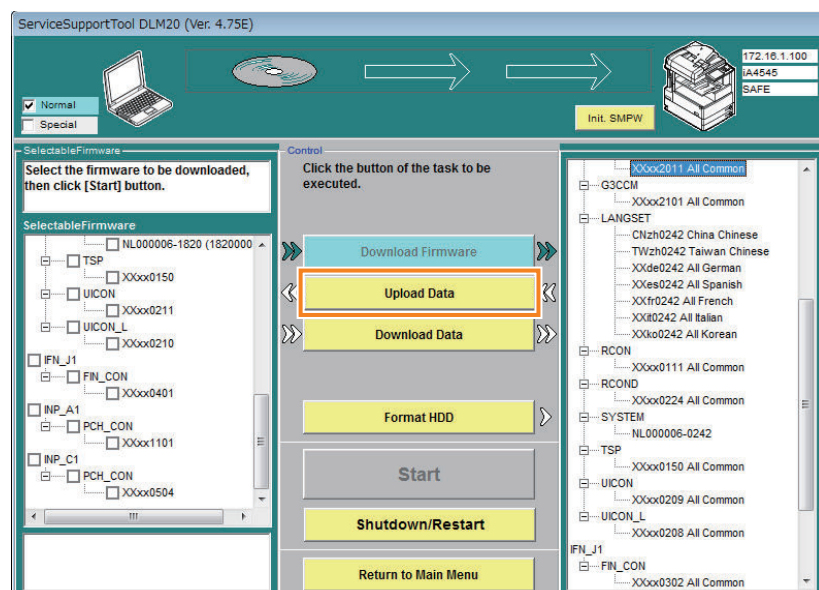 ServiceSupportTool DLM20 (Ver. 4.75E)
172.16.1.100
iA4545
SAFE
Normal
Special
Init. SMPW
SelectableFirmware
Select the firmware to be downloaded,
then click [Start] button.
SelectableFirmware
NL000006-1820 (1820000
TSP
XXxx0150
UICON
XXxx0211
UICON_L
XXxx0210
IFN_J1
FIN_CON
XXxx0401
INP_A1
PCH_CON
XXxx1101
INP_C1
PCH_CON
XXxx0504
Control
Click the button of the task to be
executed.
Download Firmware
Upload Data
Download Data
Format HDD
Start
Shutdown/Restart
Return to Main Menu
XXxx2011 All Common
G3CCM
XXxx2101 All Common
LANGSET
CNzh0242 China Chinese
TWzh0242 Taiwan Chinese
XXde0242 All German
XXes0242 All Spanish
XXfr0242 All French
XXit0242 All Italian
XXko0242 All Korean
RCON
XXxx0111 All Common
RCOND
XXxx0224 All Common
SYSTEM
NL000006-0242
TSP
XXxx0150 All Common
UICON
XXxx0209 All Common
UICON_L
XXxx0208 All Common
IFN_J1
FIN_CON
XXxx0302 All Common